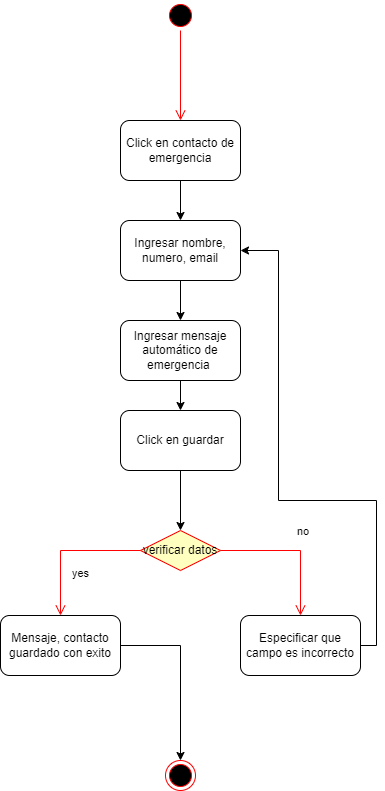 Click en contacto de
emergencia
Ingresar nombre,
numero, email
Ingresar mensaje
automático de
emergencia
Click en guardar
verificar datos
no
yes
Mensaje, contacto
guardado con exito
Especificar que
campo es incorrecto